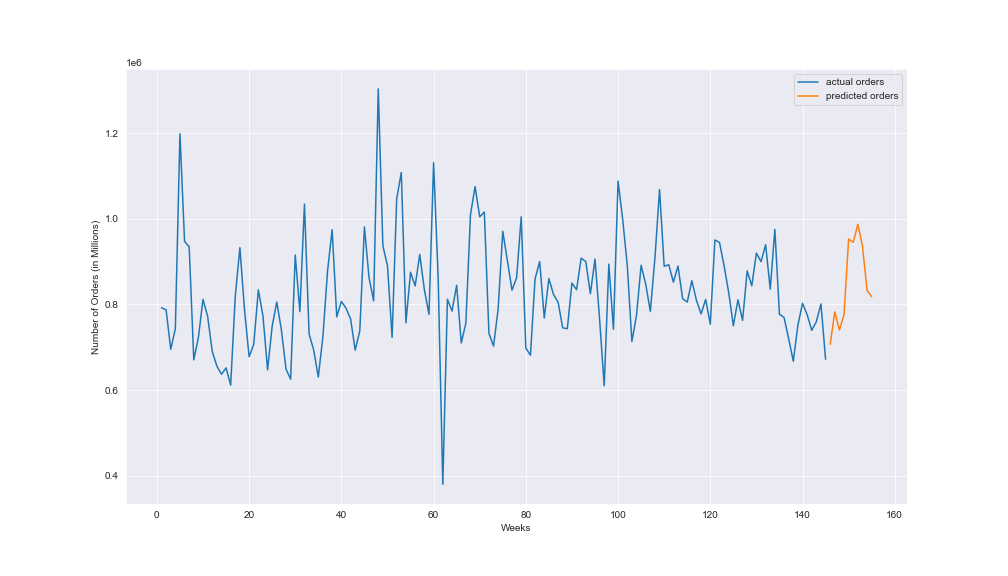 1e6
actual orders
predicted orders
1.2
1.0
0.8
0.6
0.4
Number of Orders (in Millions)
0 20 40 60 80 100 120 140 160
Weeks